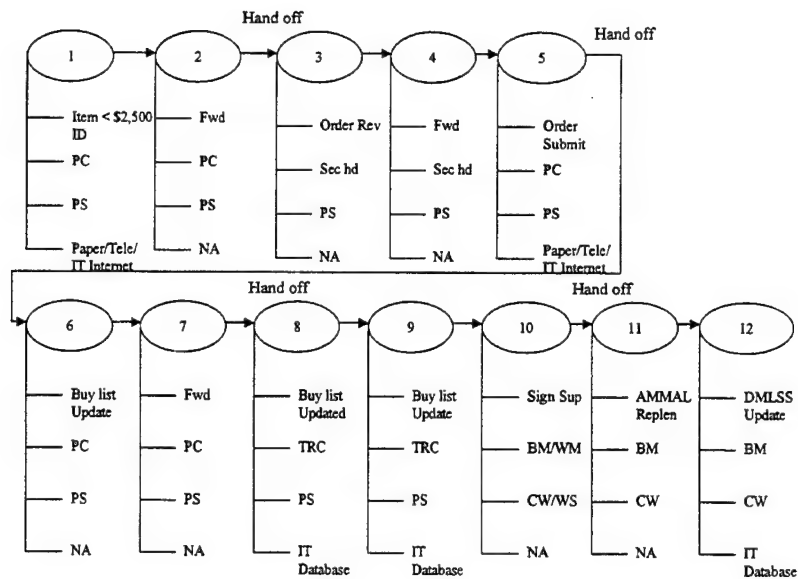 Hand off
Hand off
1
2
3
4
5
Item < $2,500
ID
PC
PS
Paper/Tele/
IT Internet
Fwd
PC
PS
NA
Order Rev
Sec hd
PS
NA
Fwd
Sec hd
PS
NA
Order
Submit
PC
PS
Paper/Tele/
IT Internet
Hand off
Hand off
6
7
8
9
10
11
12
Buy list
Update
PC
PS
NA
Fwd
PC
PS
NA
Buy list
Updated
TRC
PS
IT
Database
Buy list
Update
TRC
PS
IT
Database
Sign Sup
BM/WM
CW/WS
NA
AMMAL
Replen
BM
CW
NA
DMLSS
Update
BM
CW
IT
Database